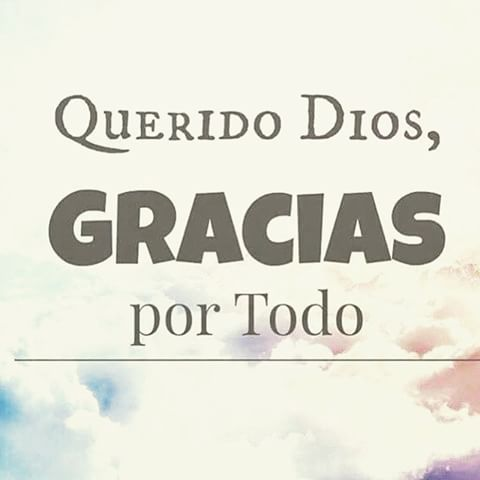 Querido Dios,
GRACIAS
por Todo